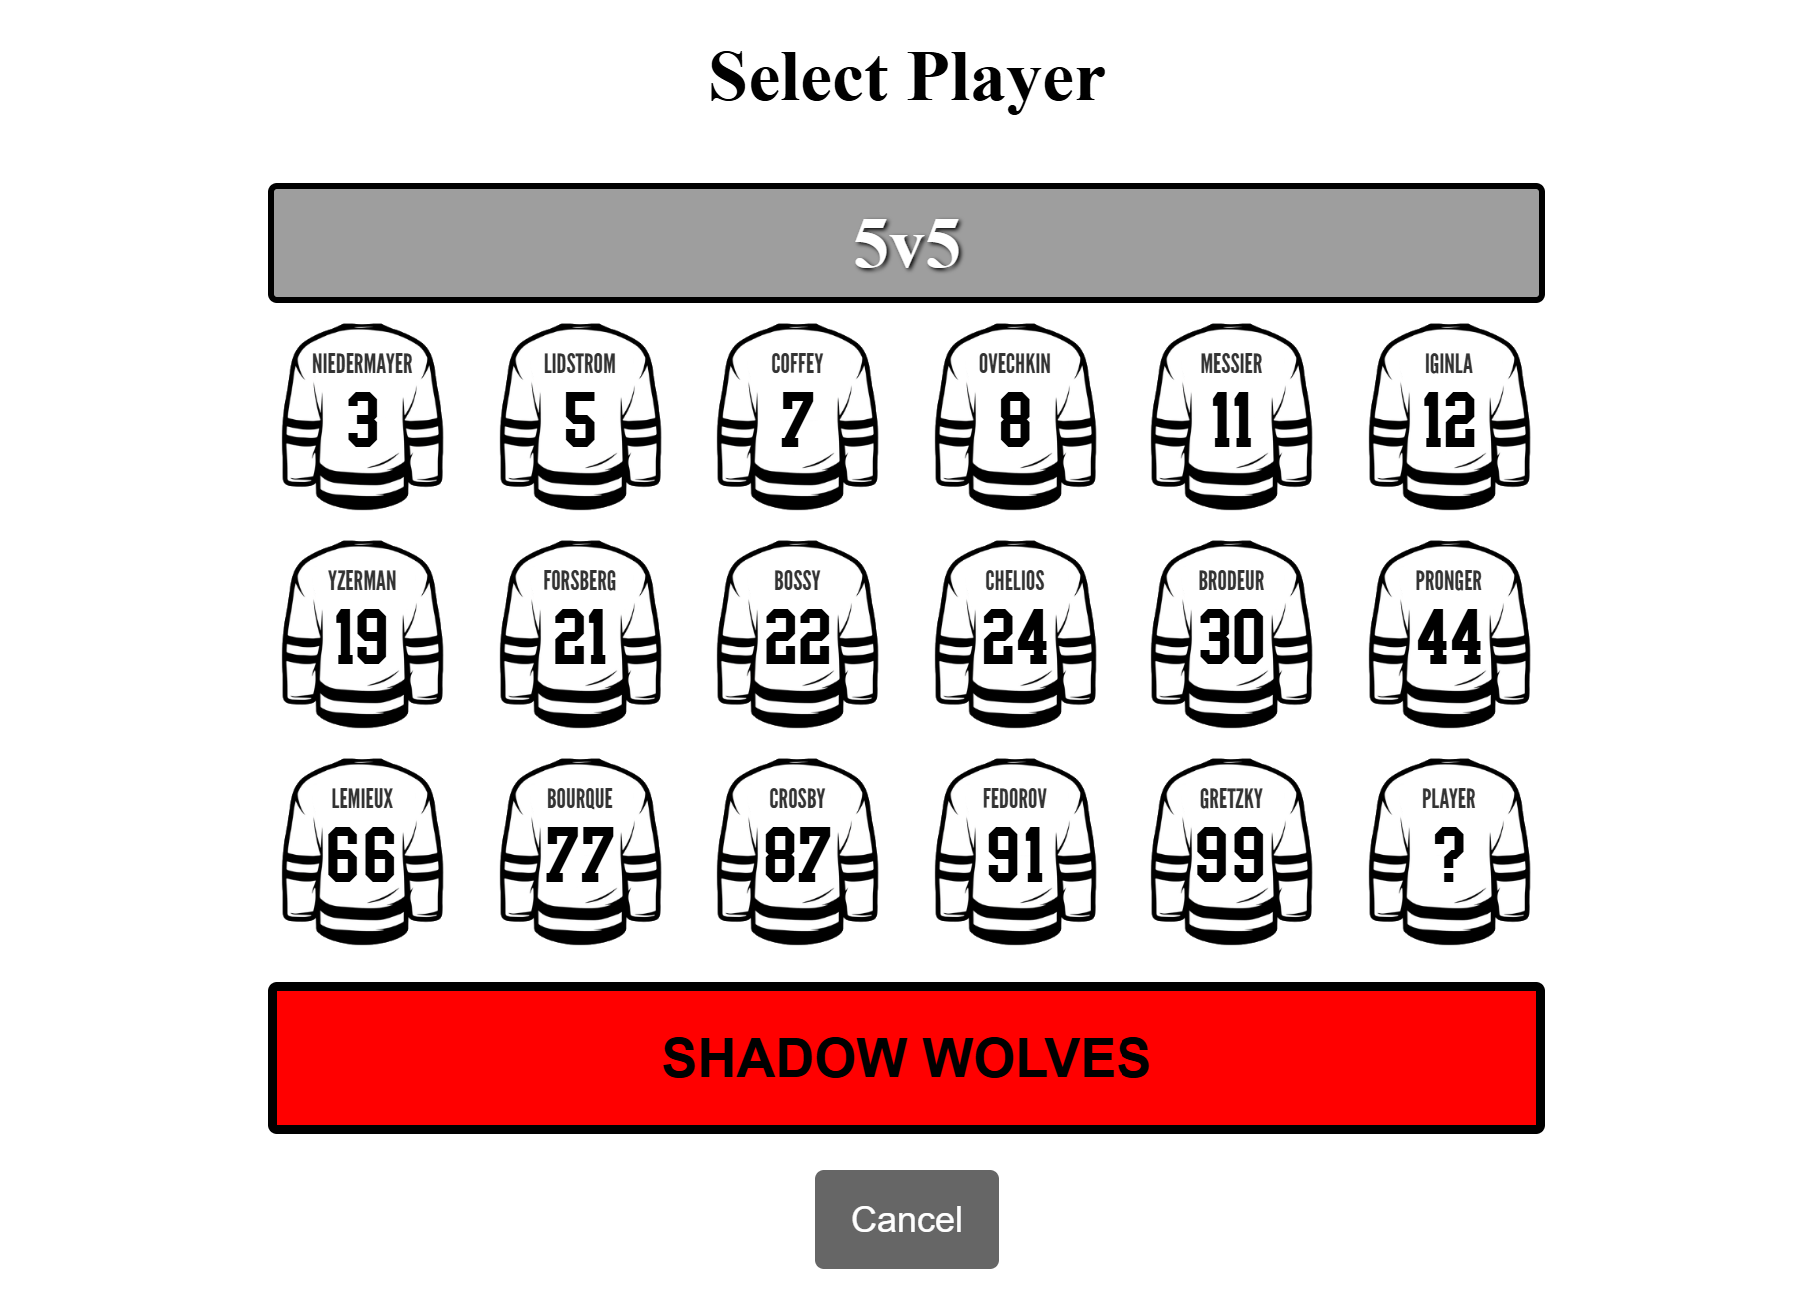 Select Player
5v5
NIEDERMAYER LIDSTROM COFFEY OVECHKIN MESSIER IGINLA
3 5 7 8 11 12
YZERMAN FORSBERG BOSSY CHELIOS BRODEUR PRONGER
19 21 22 24 30 44
LEMIEUX BOURQUE CROSBY FEDOROV GRETZKY PLAYER
66 77 87 91 99 ?
SHADOW WOLVES
Cancel